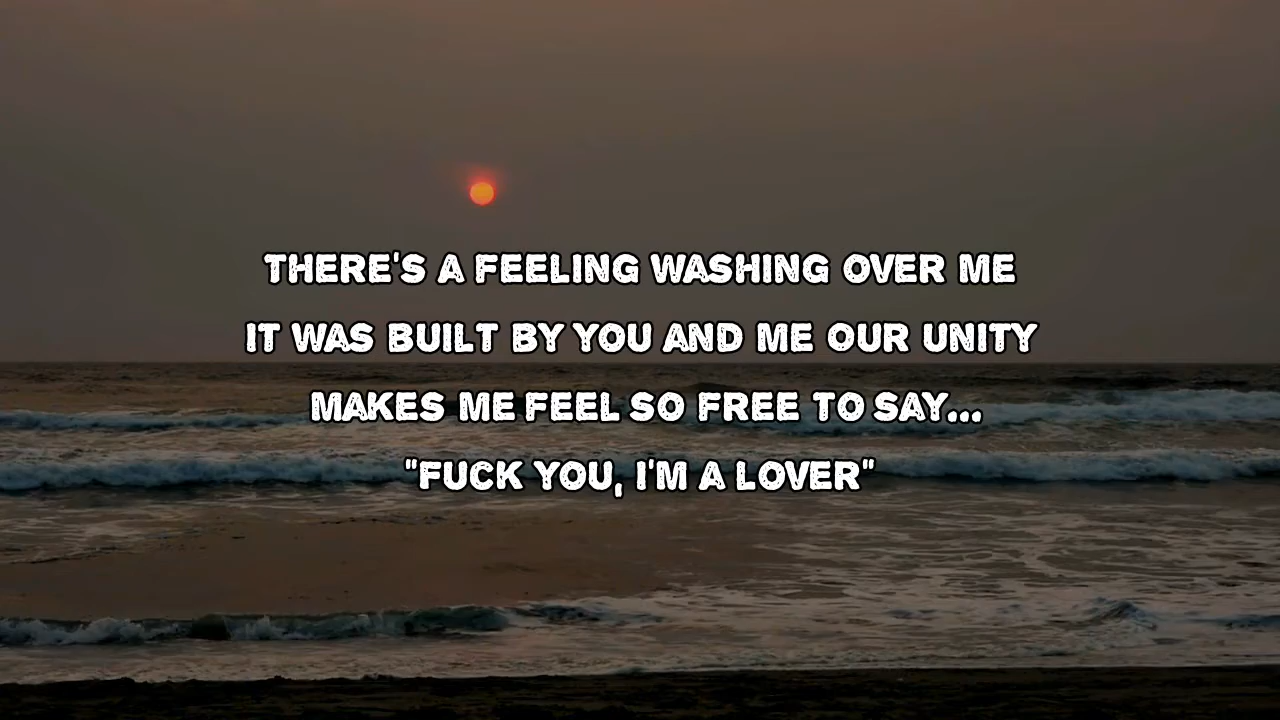 THERE'S A FEELING WASHING OVER ME
IT WAS BUILT BY YOU AND ME OUR UNITY
MAKES ME FEEL SO FREE TO SAY...
"FUCK YOU, I'M A LOVER"